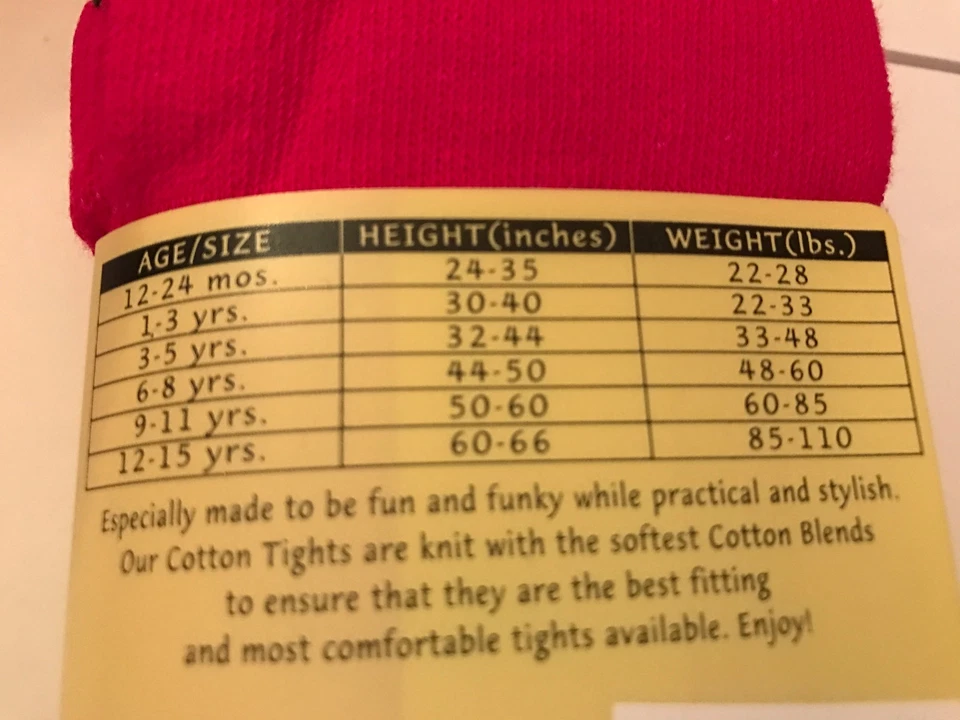 AGE/SIZE HEIGHT(inches) WEIGHT(lbs.)
12-24 mos. 24-35 22-28
1-3 yrs. 30-40 22-33
3-5 yrs. 32-44 33-48
6-8 yrs. 44-50 48-60
9-11 yrs. 50-60 60-85
12-15 yrs. 60-66 85-110
Especially made to be fun and funky while practical and stylish.
Our Cotton Tights are knit with the softest Cotton Blends
to ensure that they are the best fitting
and most comfortable tights available. Enjoy!